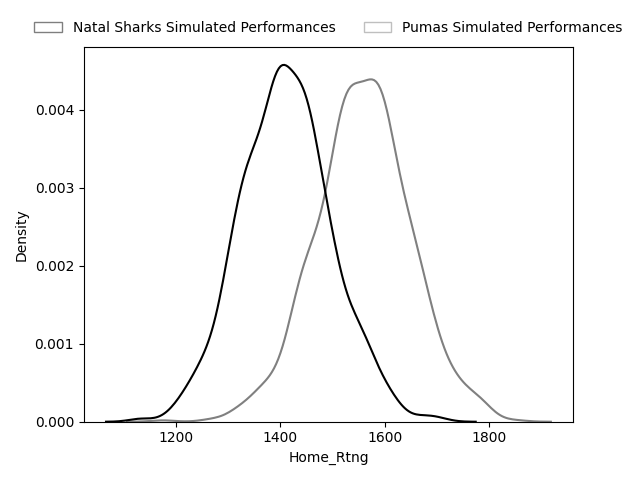 Natal Sharks Simulated Performances Pumas Simulated Performances
0.004
0.003
0.002
0.001
0.000
Density
1200 1400 1600 1800
Home_Rtng